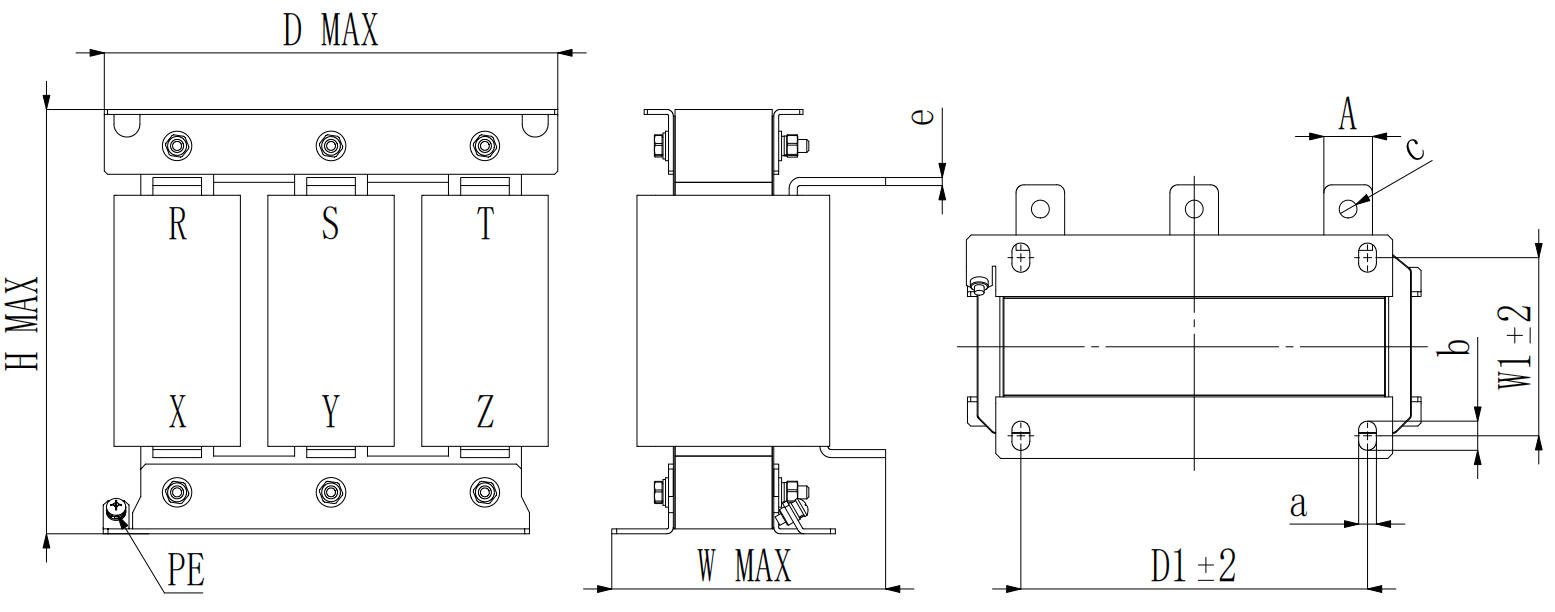 D MAX
H MAX
R S T
X Y Z
PE
e
W MAX
A
c
W1±2
b
a
D1±2